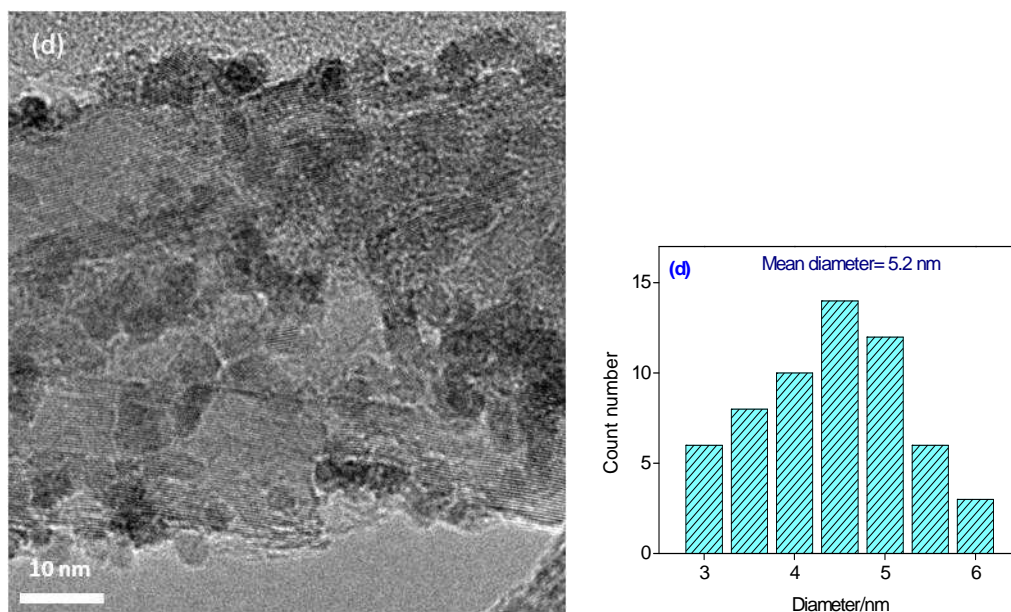 (d)
10 nm
(d)
Mean diameter= 5.2 nm
15
10
5
0
Count number
3
4
5
6
Diameter/nm